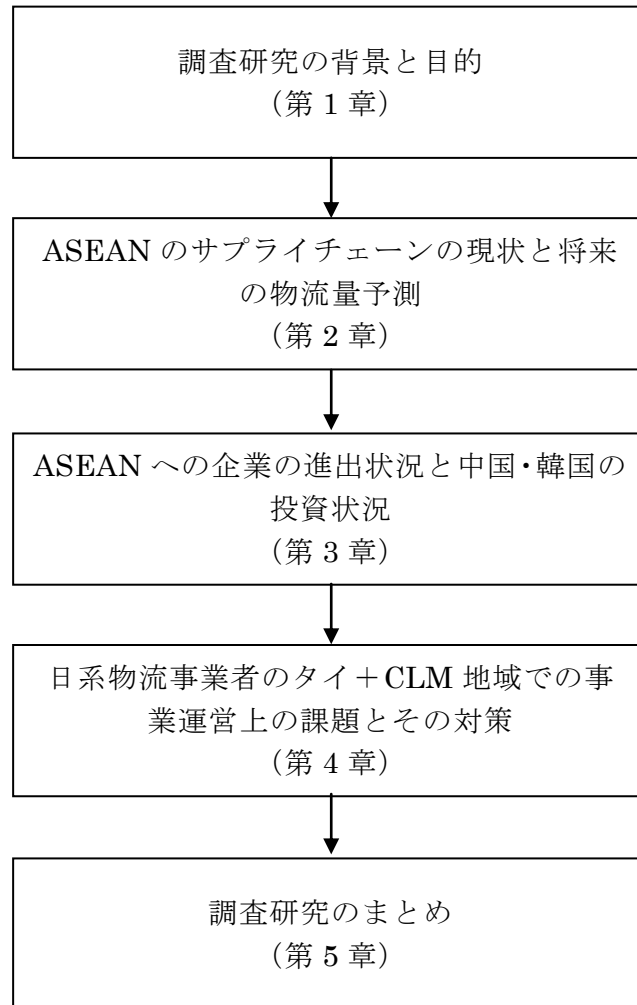 調査研究の背景と目的
（第 1 章）
ASEAN のサプライチェーンの現状と将来
の物流量予測
（第 2 章）
ASEAN への企業の進出状況と中国・韓国の
投資状況
（第 3 章）
日系物流事業者のタイ＋CLM 地域での事
業運営上の課題とその対策
（第 4 章）
調査研究のまとめ
（第 5 章）